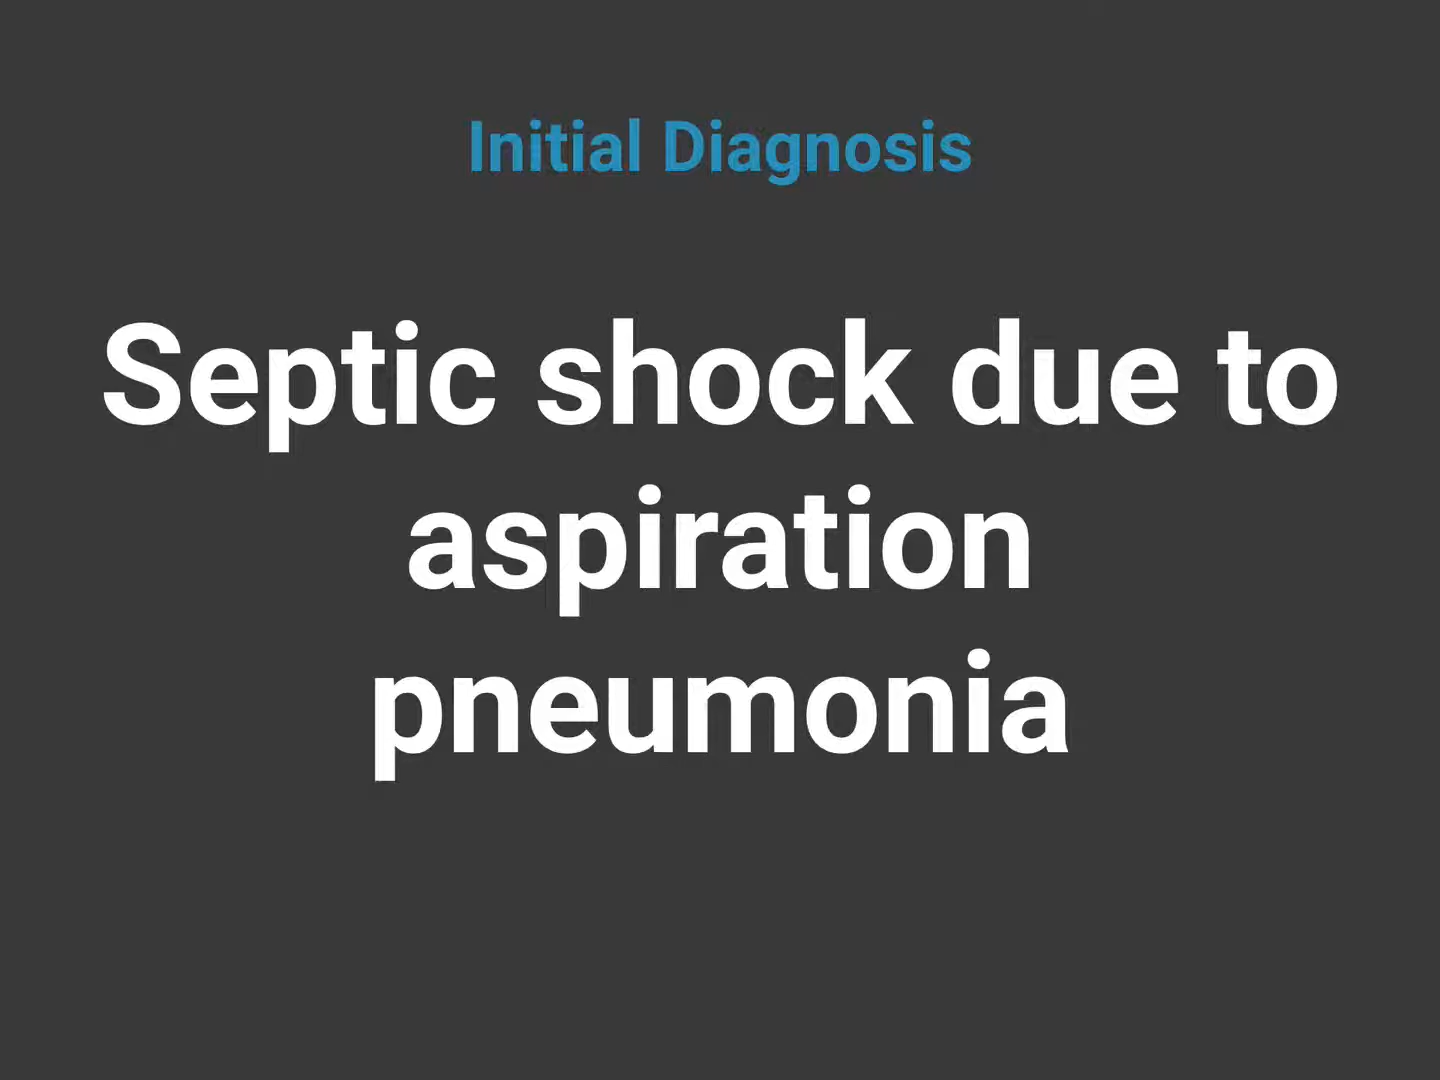 Initial Diagnosis
Septic shock due to
aspiration
pneumonia